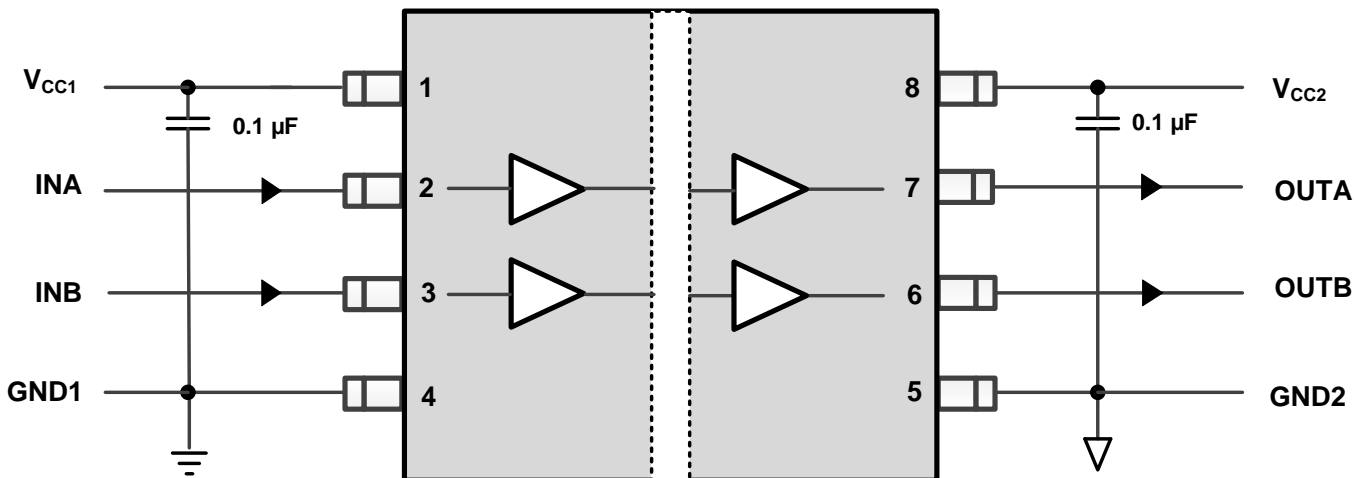 VCC1 1 8 VCC2
0.1 µF 0.1 µF
INA 2 7 OUTA
INB 3 6 OUTB
GND1 4 5 GND2